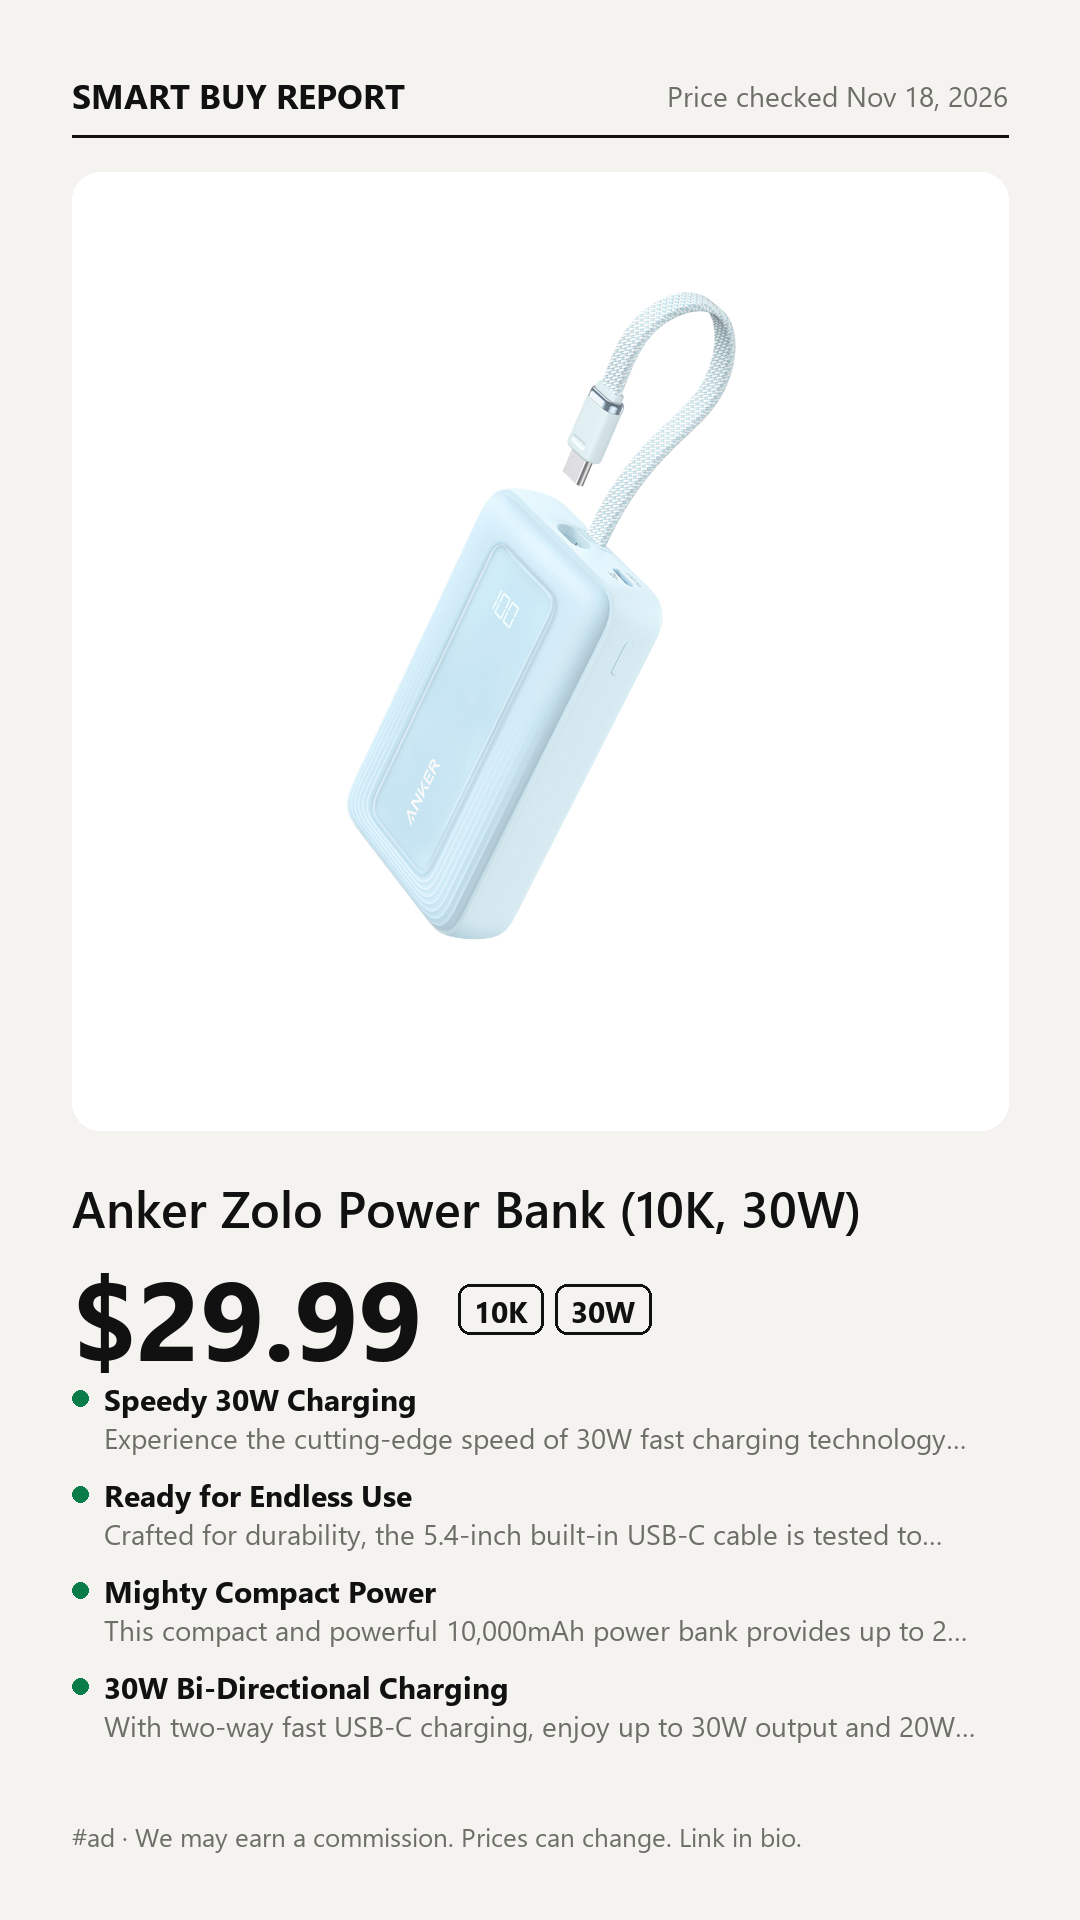 SMART BUY REPORT
Price checked Nov 18, 2026
100
ANKER
Anker Zolo Power Bank (10K, 30W)
$29.99
10K
30W
Speedy 30W Charging
Experience the cutting-edge speed of 30W fast charging technology...
Ready for Endless Use
Crafted for durability, the 5.4-inch built-in USB-C cable is tested to...
Mighty Compact Power
This compact and powerful 10,000mAh power bank provides up to 2...
30W Bi-Directional Charging
With two-way fast USB-C charging, enjoy up to 30W output and 20W...
#ad · We may earn a commission. Prices can change. Link in bio.